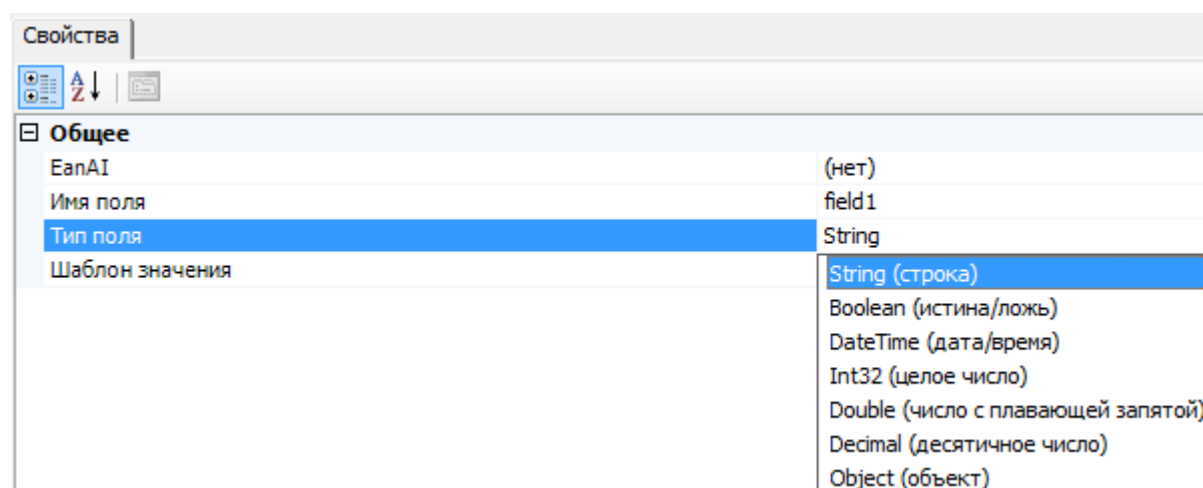 Свойства
Общее
EanAI (нет)
Имя поля field1
Тип поля String
Шаблон значения
String (строка)
Boolean (истина/ложь)
DateTime (дата/время)
Int32 (целое число)
Double (число с плавающей запятой)
Decimal (десятичное число)
Object (объект)